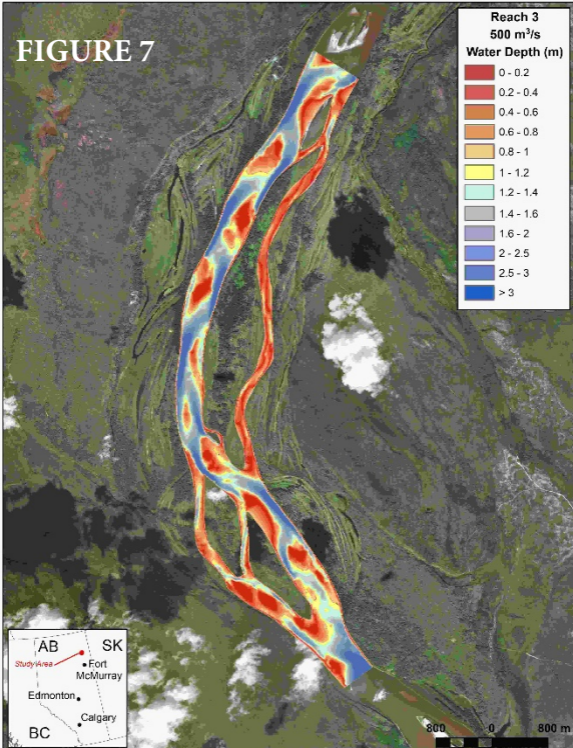 FIGURE 7
Reach 3
500 m³/s
Water Depth (m)
0 - 0.2
0.2 - 0.4
0.4 - 0.6
0.6 - 0.8
0.8 - 1
1 - 1.2
1.2 - 1.4
1.4 - 1.6
1.6 - 2
2 - 2.5
2.5 - 3
> 3
AB SK
Study Area
Fort
McMurray
Edmonton
Calgary
BC
800 0 800 m